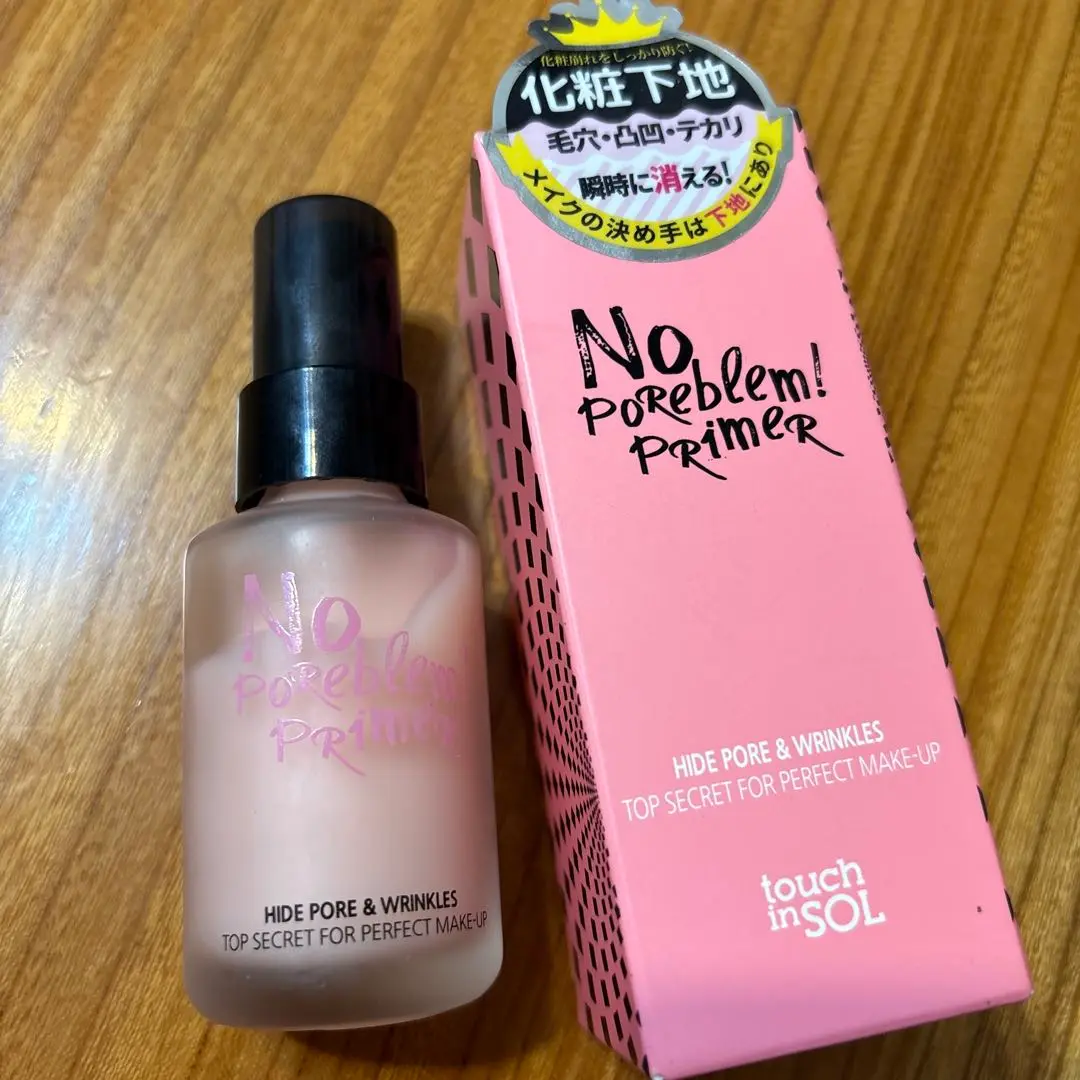 No
Poreblem!
Primer
HIDE PORE & WRINKLES
TOP SECRET FOR PERFECT MAKE-UP
化粧崩れをしっかり防ぐ!
化粧下地
毛穴・凸凹・テカリ
瞬時に消える!
メイクの決め手は下地にあり
No
Poreblem!
Primer
HIDE PORE & WRINKLES
TOP SECRET FOR PERFECT MAKE-UP
touch
in SOL